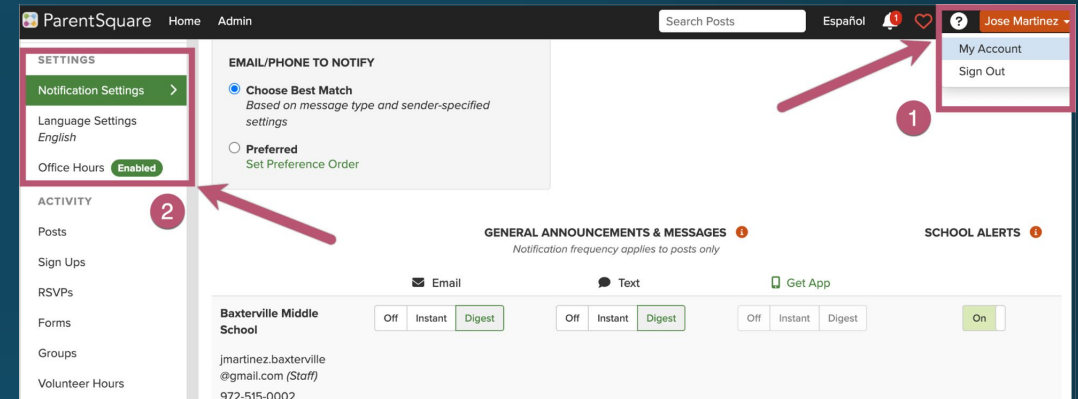 ParentSquare Home Admin Search Posts Español 1 ? Jose Martinez
My Account
Sign Out
1
SETTINGS
Notification Settings
Language Settings
English
Office Hours Enabled
2
ACTIVITY
Posts
Sign Ups
RSVPs
Forms
Groups
Volunteer Hours
EMAIL/PHONE TO NOTIFY
Choose Best Match
Based on message type and sender-specified
settings
Preferred
Set Preference Order
GENERAL ANNOUNCEMENTS & MESSAGES i SCHOOL ALERTS i
Notification frequency applies to posts only
Email Text Get App
Baxterville Middle
School
Off Instant Digest Off Instant Digest Off Instant Digest On
jmartinez.baxterville
@gmail.com (Staff)
972-515-0002